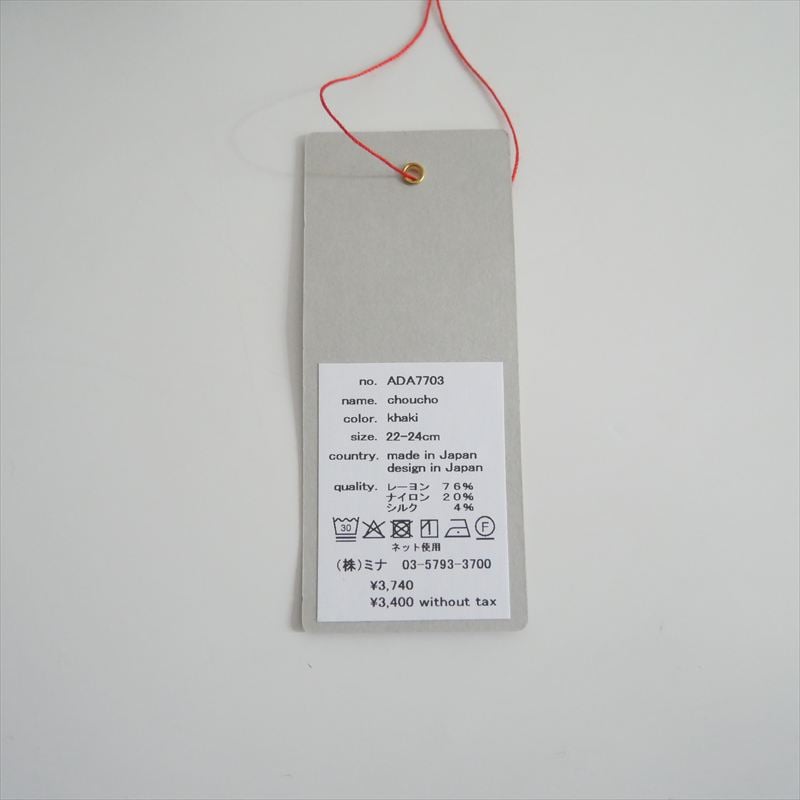 no. ADA7703
name. choucho
color. khaki
size. 22-24cm
country. made in Japan
design in Japan
quality. レーヨン 76%
ナイロン 20%
シルク 4%
30 F
ネット使用
(株)ミナ 03-5793-3700
¥3,740
¥3,400 without tax